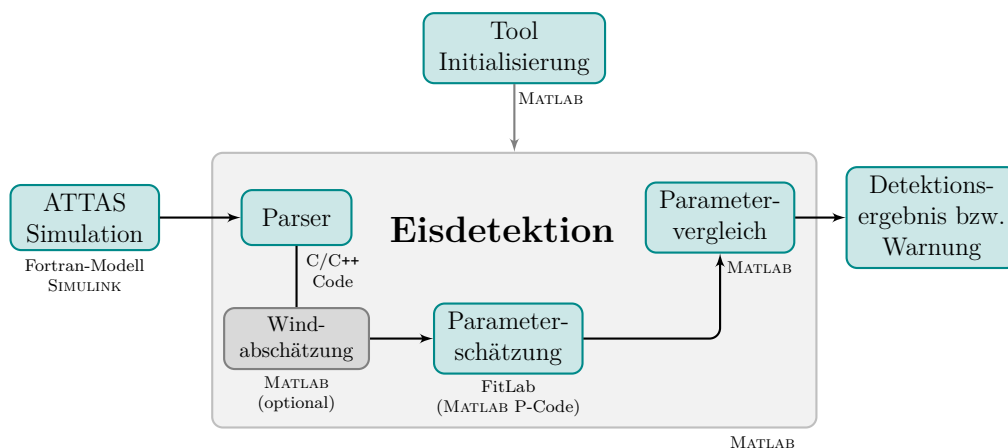 Tool
Initialisierung
MATLAB
ATTAS
Simulation
Fortran-Modell
SIMULINK
Parser
C/C++
Code
Eisdetektion
Parameter-
vergleich
MATLAB
Detektions-
ergebnis bzw.
Warnung
Wind-
abschätzung
MATLAB
(optional)
Parameter-
schätzung
FitLab
(MATLAB P-Code)
MATLAB